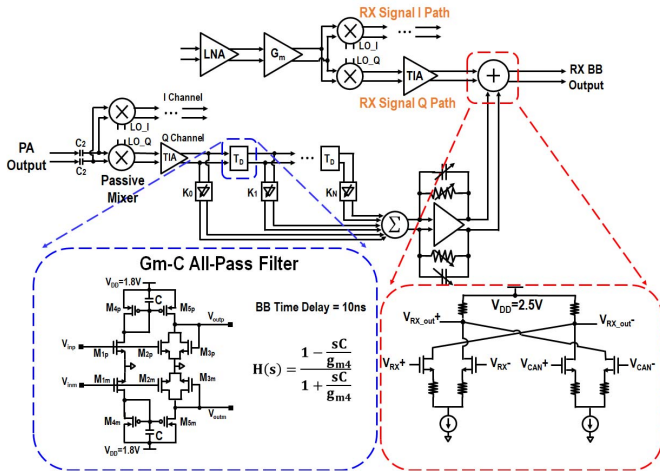 RX Signal I Path
LNA
Gm
LO_I
...
LO_Q
TIA
+
RX BB
Output
RX Signal Q Path
I Channel
LO_I
...
PA
Output
C2
C2
LO_Q
Q Channel
TIA
TD
...
TD
Passive
Mixer
K0
K1
KN
Σ
Gm-C All-Pass Filter
VDD=1.8V
M4p
C
M5p
Voutp
Vinp
M1p
M2p
M3p
Vinm
M1m
M2m
M3m
Voutm
M4m
C
M5m
VDD=1.8V
BB Time Delay = 10ns
H(s) = (1 - sC/gm4) / (1 + sC/gm4)
VDD=2.5V
VRX_out+
VRX_out-
VRX+
VRX-
VCAN+
VCAN-